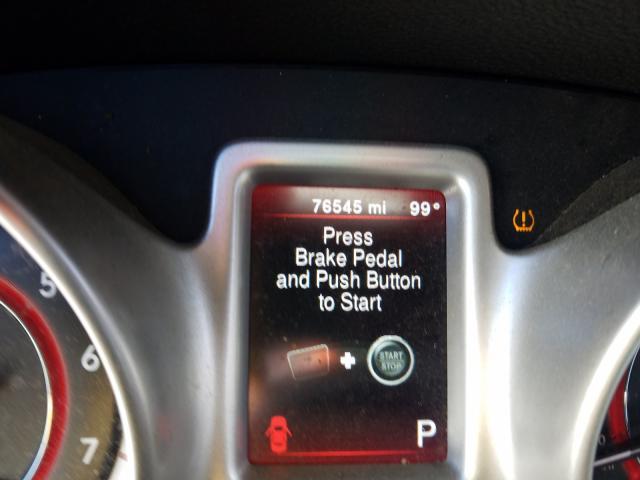 76545 mi 99°
Press
Brake Pedal
and Push Button
to Start
START
STOP
P
5
6
7